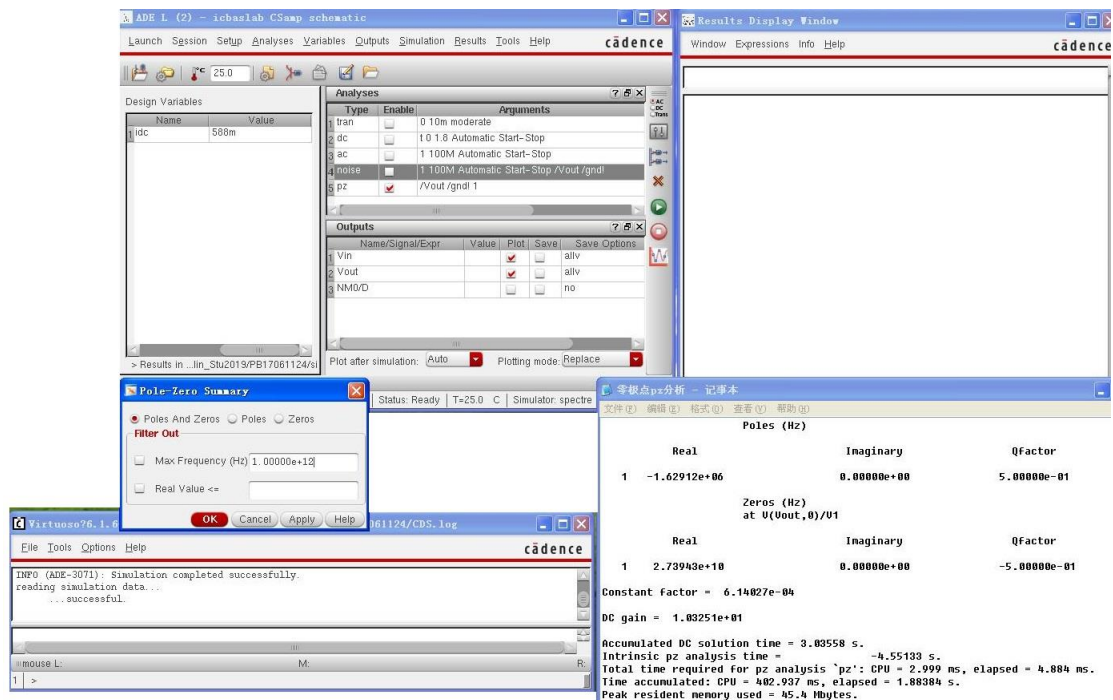 ADE L (2) - icbaslab CSamp schematic
Launch Session Setup Analyses Variables Outputs Simulation Results Tools Help
cādence
°C 25.0
Design Variables
Name Value
1 idc 588m
> Results in ...lin_Stu2019/PB17061124/si
Analyses
Type Enable Arguments
1 tran 0 10m moderate
2 dc t 0 1.8 Automatic Start-Stop
3 ac 1 100M Automatic Start-Stop
4 noise 1 100M Automatic Start-Stop /Vout /gnd!
5 pz /Vout /gnd! 1
AC
DC
Trans
Outputs
Name/Signal/Expr Value Plot Save Save Options
1 Vin allv
2 Vout allv
3 NM0/D no
Plot after simulation: Auto Plotting mode: Replace
Status: Ready T=25.0 C Simulator: spectre
Results Display Window
Window Expressions Info Help
cādence
Pole-Zero Summary
Poles And Zeros Poles Zeros
Filter Out
Max Frequency (Hz) 1.00000e+12
Real Value <=
OK Cancel Apply Help
Virtuoso?6.1.6 061124/CDS.log
File Tools Options Help
cādence
INFO (ADE-3071): Simulation completed successfully.
reading simulation data...
...successful.
mouse L: M: R:
1 >
零极点pz分析 - 记事本
文件(F) 编辑(E) 格式(O) 查看(V) 帮助(H)
Poles (Hz)
Real Imaginary Qfactor
1 -1.62912e+06 0.00000e+00 5.00000e-01
Zeros (Hz)
at V(Vout,0)/V1
Real Imaginary Qfactor
1 2.73943e+10 0.00000e+00 -5.00000e-01
Constant factor = 6.14027e-04
DC gain = 1.03251e+01
Accumulated DC solution time = 3.03558 s.
Intrinsic pz analysis time = -4.55133 s.
Total time required for pz analysis `pz': CPU = 2.999 ms, elapsed = 4.884 ms.
Time accumulated: CPU = 402.937 ms, elapsed = 1.88384 s.
Peak resident memory used = 45.4 Mbytes.